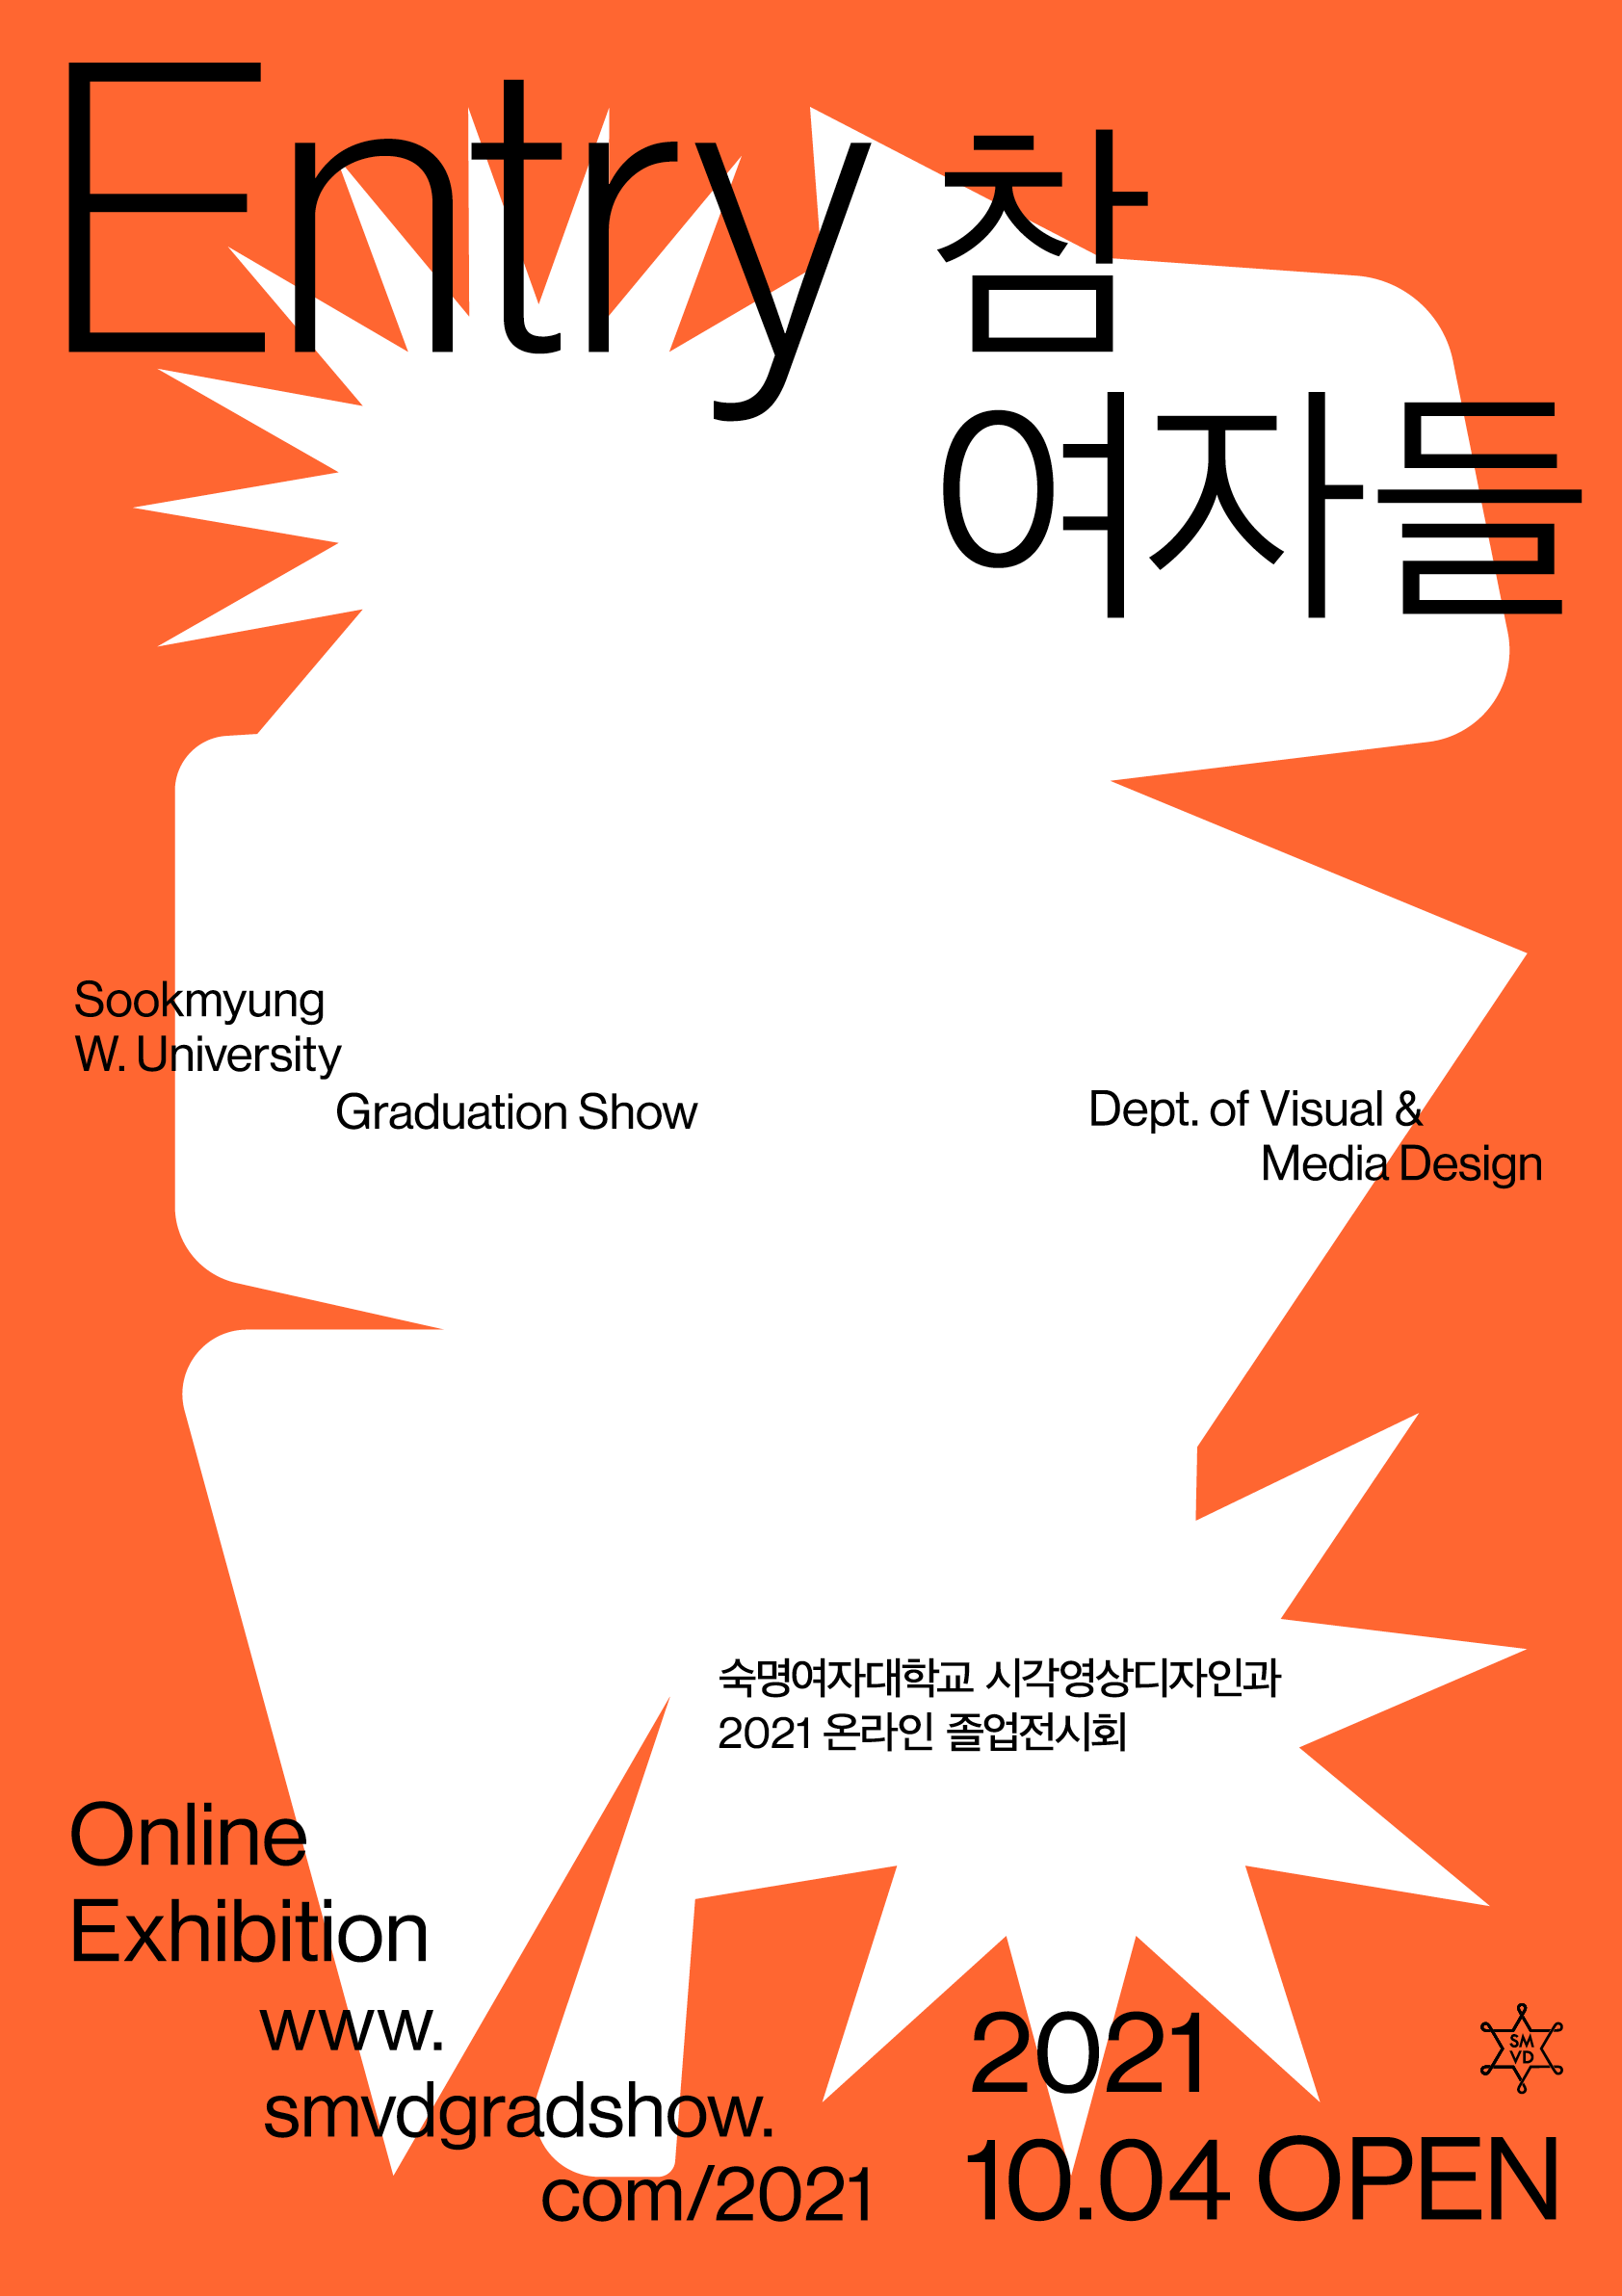 Entry 참
여자들
Sookmyung
W. University
Graduation Show
Dept. of Visual &
Media Design
숙명여자대학교 시각영상디자인과
2021 온라인 졸업전시회
Online
Exhibition
www.
smvdgradshow.
com/2021
2021
10.04 OPEN
SM
VD